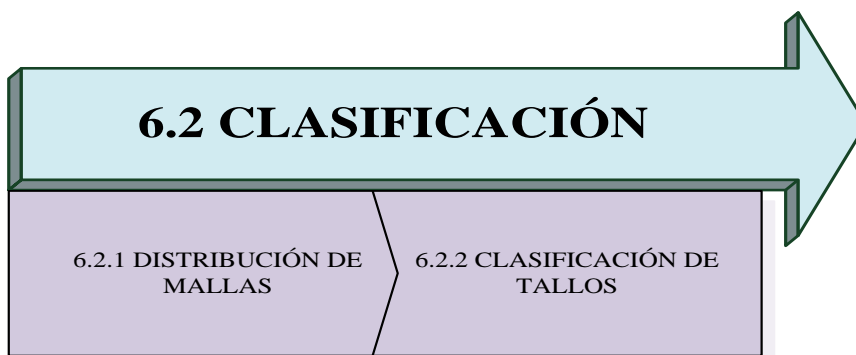 6.2 CLASIFICACIÓN
6.2.1 DISTRIBUCIÓN DE
MALLAS
6.2.2 CLASIFICACIÓN DE
TALLOS